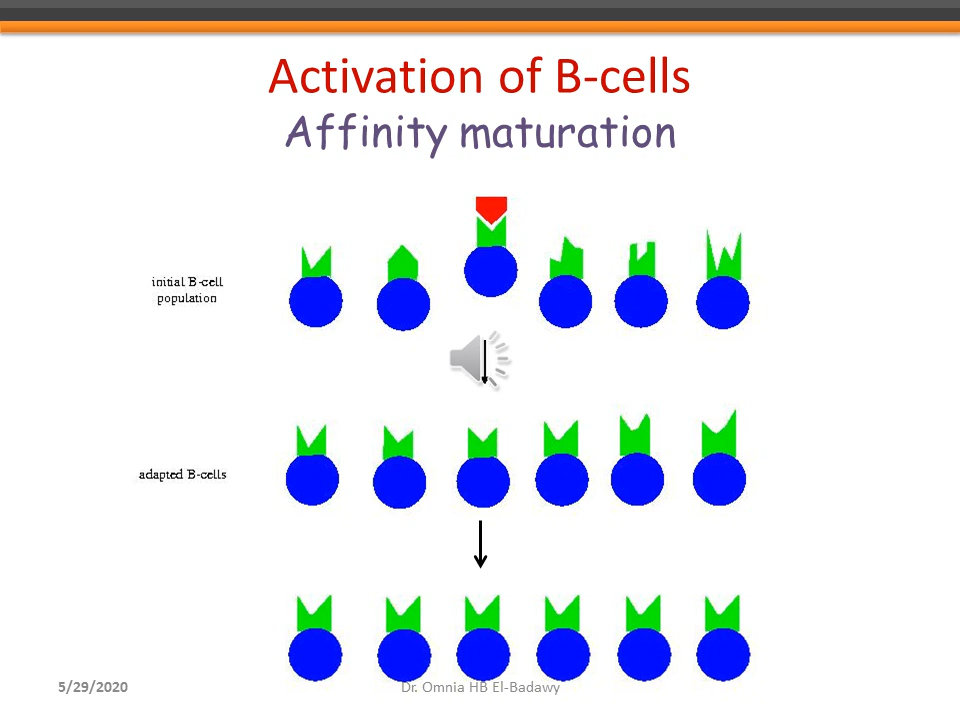 Activation of B-cells
Affinity maturation
initial B-cell
population
adapted B-cells
5/29/2020
Dr. Omnia HB El-Badawy